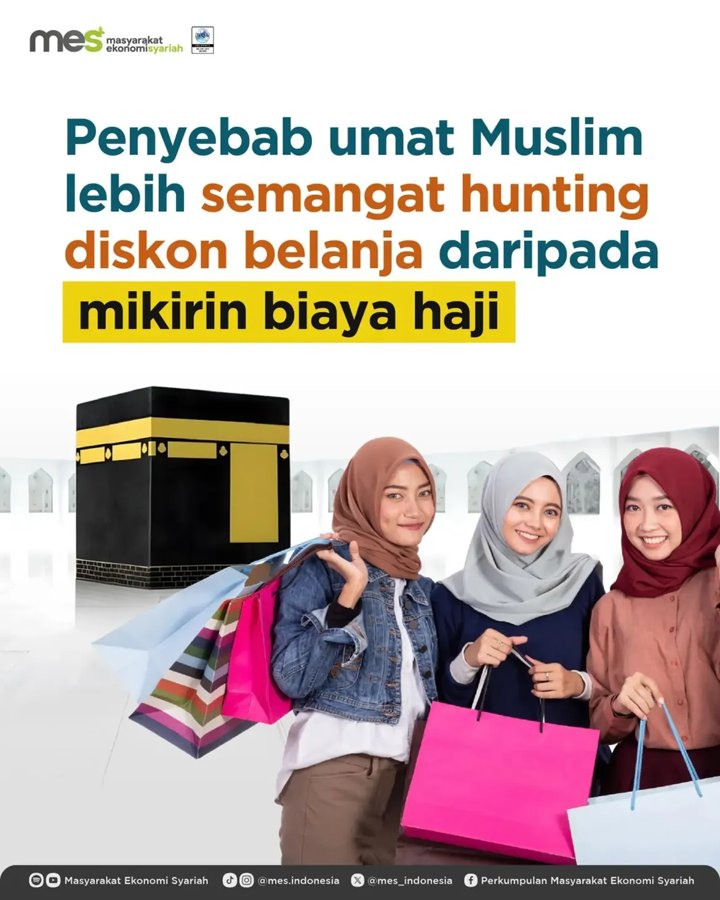 mes
masyarakat
ekonomisyariah
Penyebab umat Muslim
lebih semangat hunting
diskon belanja daripada
mikirin biaya haji
Masyarakat Ekonomi Syariah
@mes.indonesia
@mes_indonesia
Perkumpulan Masyarakat Ekonomi Syariah